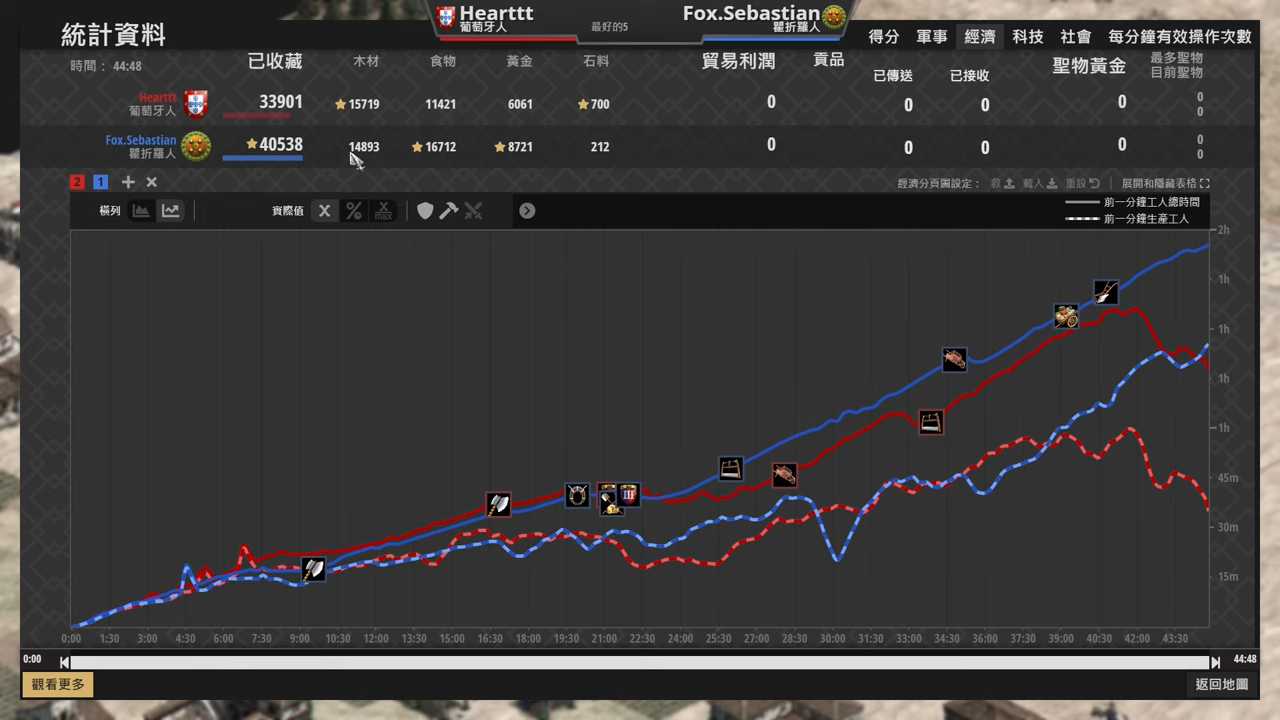 Hearttt
葡萄牙人
最好的5
Fox.Sebastian
瞿折羅人
統計資料
得分 軍事 經濟 科技 社會 每分鐘有效操作次數
時間： 44:48
已收藏 木材 食物 黃金 石料 貿易利潤 貢品 已傳送 已接收 聖物黃金 最多聖物 目前聖物
Hearttt
葡萄牙人
33901 15719 11421 6061 700 0 0 0 0 0 0
Fox.Sebastian
瞿折羅人
40538 14893 16712 8721 212 0 0 0 0 0 0
2 1
經濟分頁圖設定： 載入 重設 展開和隱藏表格
橫列 實際值 X % X max
前一分鐘工人總時間
前一分鐘生產工人
2h
1h
1h
1h
1h
45m
30m
15m
III
0:00 1:30 3:00 4:30 6:00 7:30 9:00 10:30 12:00 13:30 15:00 16:30 18:00 19:30 21:00 22:30 24:00 25:30 27:00 28:30 30:00 31:30 33:00 34:30 36:00 37:30 39:00 40:30 42:00 43:30
0:00 44:48
觀看更多 返回地圖